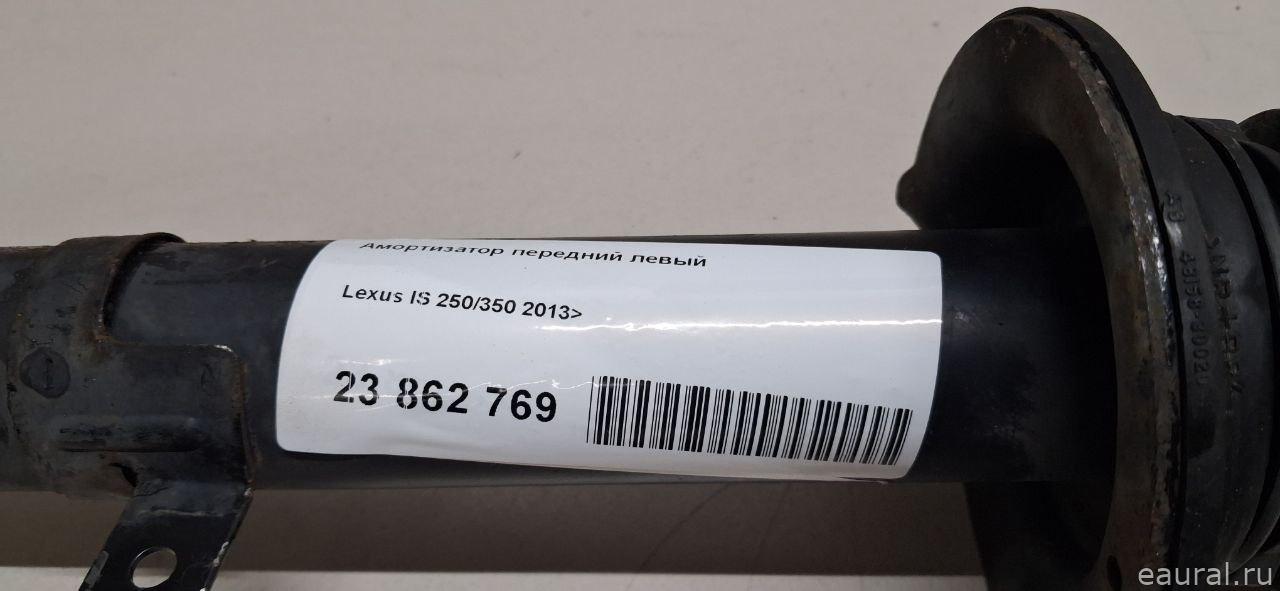 Амортизатор передний левый
Lexus IS 250/350 2013>
23 862 769
eaural.ru